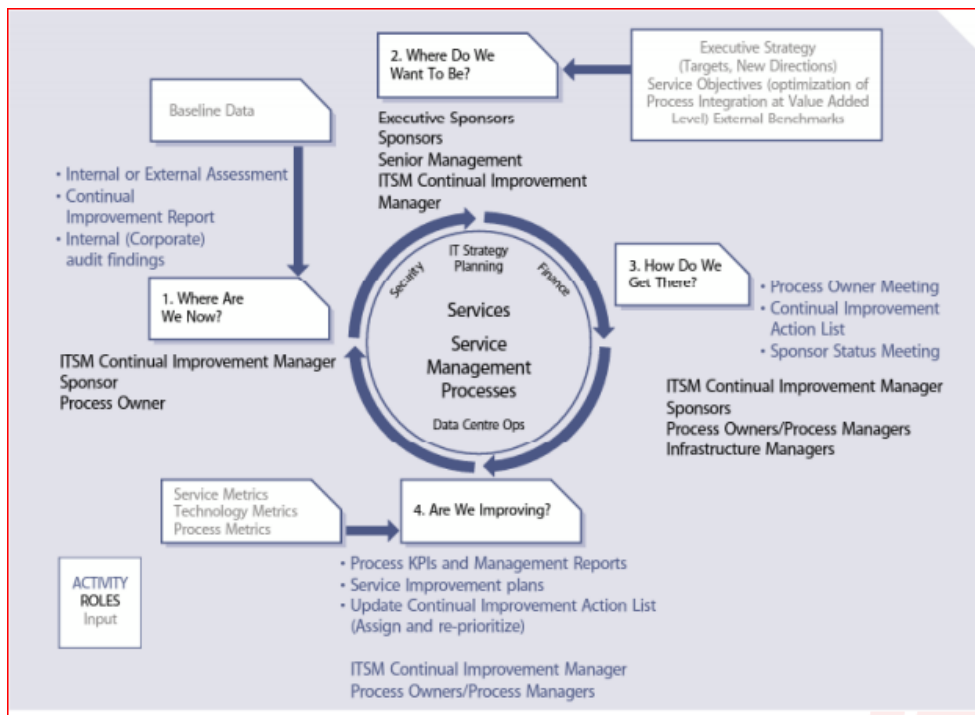 2. Where Do We
Want To Be?
Executive Strategy
(Targets, New Directions)
Service Objectives (optimization of
Process Integration at Value Added
Level) External Benchmarks
Baseline Data
Executive Sponsors
Sponsors
Senior Management
ITSM Continual Improvement
Manager
• Internal or External Assessment
• Continual
Improvement Report
• Internal (Corporate)
audit findings
1. Where Are
We Now?
ITSM Continual Improvement Manager
Sponsor
Process Owner
Security
IT Strategy
Planning
Finance
Services
Service
Management
Processes
Data Centre Ops
3. How Do We
Get There?
• Process Owner Meeting
• Continual Improvement
Action List
• Sponsor Status Meeting
ITSM Continual Improvement Manager
Sponsors
Process Owners/Process Managers
Infrastructure Managers
Service Metrics
Technology Metrics
Process Metrics
4. Are We Improving?
• Process KPIs and Management Reports
• Service Improvement plans
• Update Continual Improvement Action List
(Assign and re-prioritize)
ITSM Continual Improvement Manager
Process Owners/Process Managers
ACTIVITY
ROLES
Input